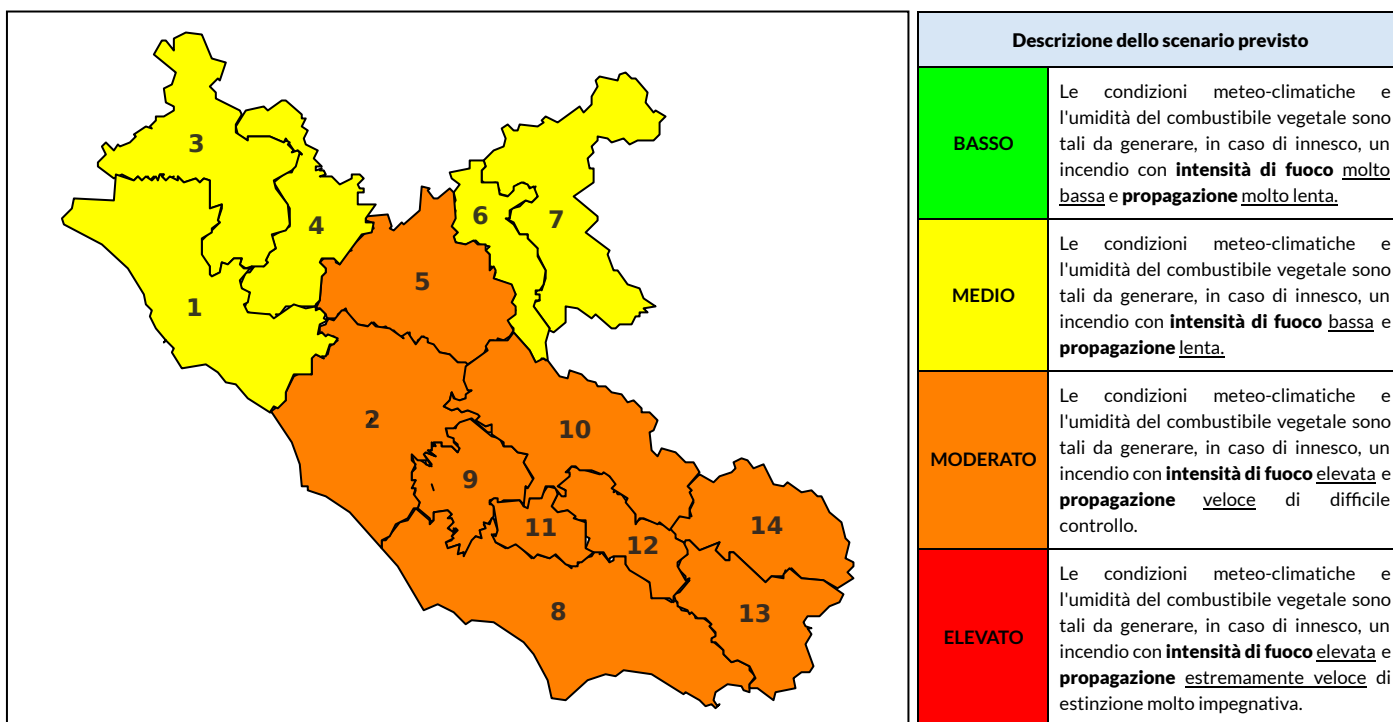 3
4
6
7
1
5
2
10
9
11
12
14
8
13
Descrizione dello scenario previsto
BASSO
Le condizioni meteo-climatiche e
l'umidità del combustibile vegetale sono
tali da generare, in caso di innesco, un
incendio con intensità di fuoco molto
bassa e propagazione molto lenta.
MEDIO
Le condizioni meteo-climatiche e
l'umidità del combustibile vegetale sono
tali da generare, in caso di innesco, un
incendio con intensità di fuoco bassa e
propagazione lenta.
MODERATO
Le condizioni meteo-climatiche e
l'umidità del combustibile vegetale sono
tali da generare, in caso di innesco, un
incendio con intensità di fuoco elevata e
propagazione veloce di difficile
controllo.
ELEVATO
Le condizioni meteo-climatiche e
l'umidità del combustibile vegetale sono
tali da generare, in caso di innesco, un
incendio con intensità di fuoco elevata e
propagazione estremamente veloce di
estinzione molto impegnativa.